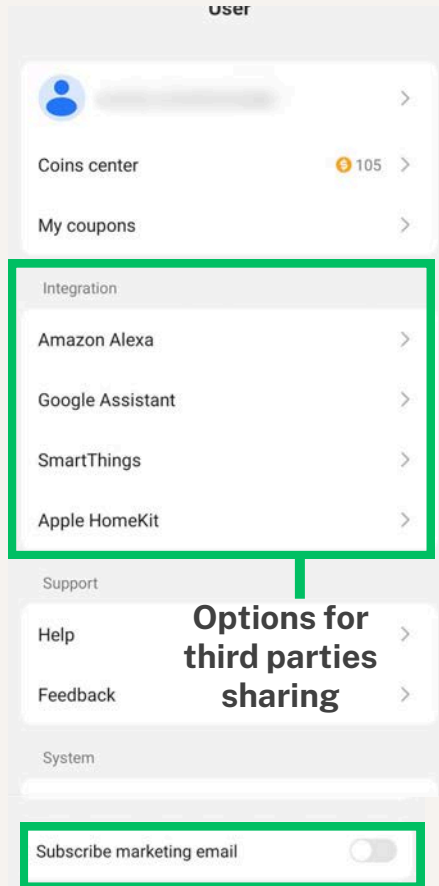 User
Coins center 105
My coupons
Integration
Amazon Alexa
Google Assistant
SmartThings
Apple HomeKit
Support
Help
Feedback
Options for
third parties
sharing
System
Subscribe marketing email